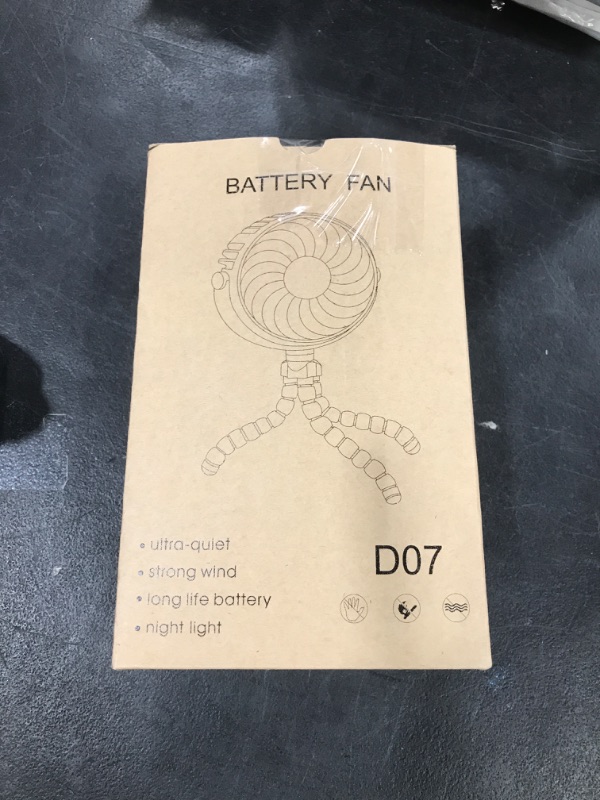 BATTERY FAN
• ultra-quiet
• strong wind
• long life battery
• night light
D07